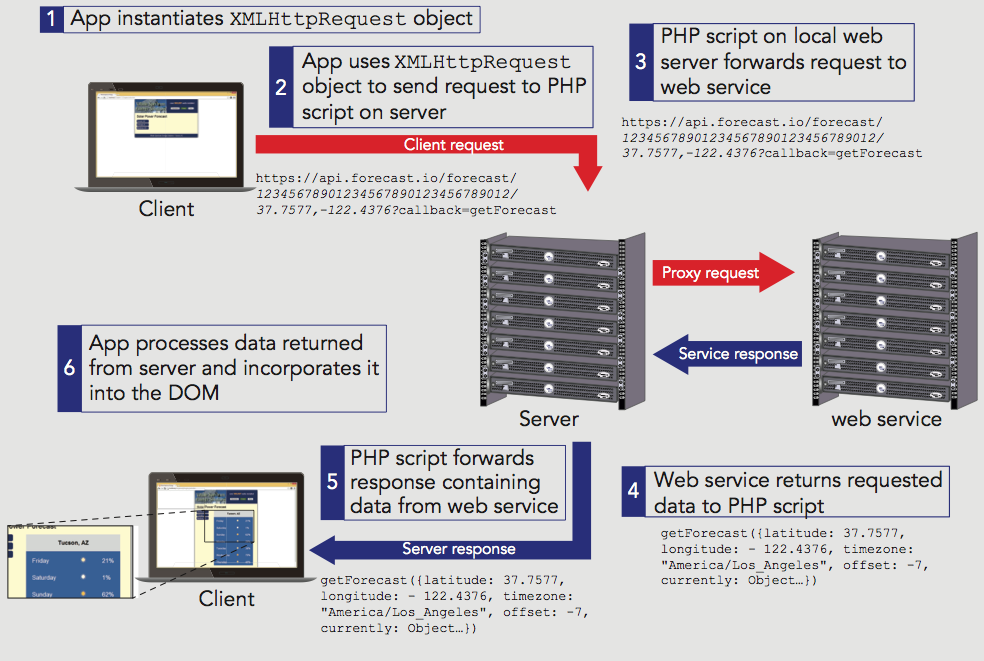 1 App instantiates XMLHttpRequest object
2 App uses XMLHttpRequest
object to send request to PHP
script on server
3 PHP script on local web
server forwards request to
web service
Client request
https://api.forecast.io/forecast/
12345678901234567890123456789012/
37.7577,-122.4376?callback=getForecast
https://api.forecast.io/forecast/
12345678901234567890123456789012/
37.7577,-122.4376?callback=getForecast
Client
Proxy request
Service response
Server
web service
6 App processes data returned
from server and incorporates it
into the DOM
5 PHP script forwards
response containing
data from web service
4 Web service returns requested
data to PHP script
getForecast({latitude: 37.7577,
longitude: - 122.4376, timezone:
"America/Los_Angeles", offset: -7,
currently: Object…})
Server response
getForecast({latitude: 37.7577,
longitude: - 122.4376, timezone:
"America/Los_Angeles", offset: -7,
currently: Object…})
Client
Tucson, AZ
Friday 21%
Saturday 1%
Sunday 62%